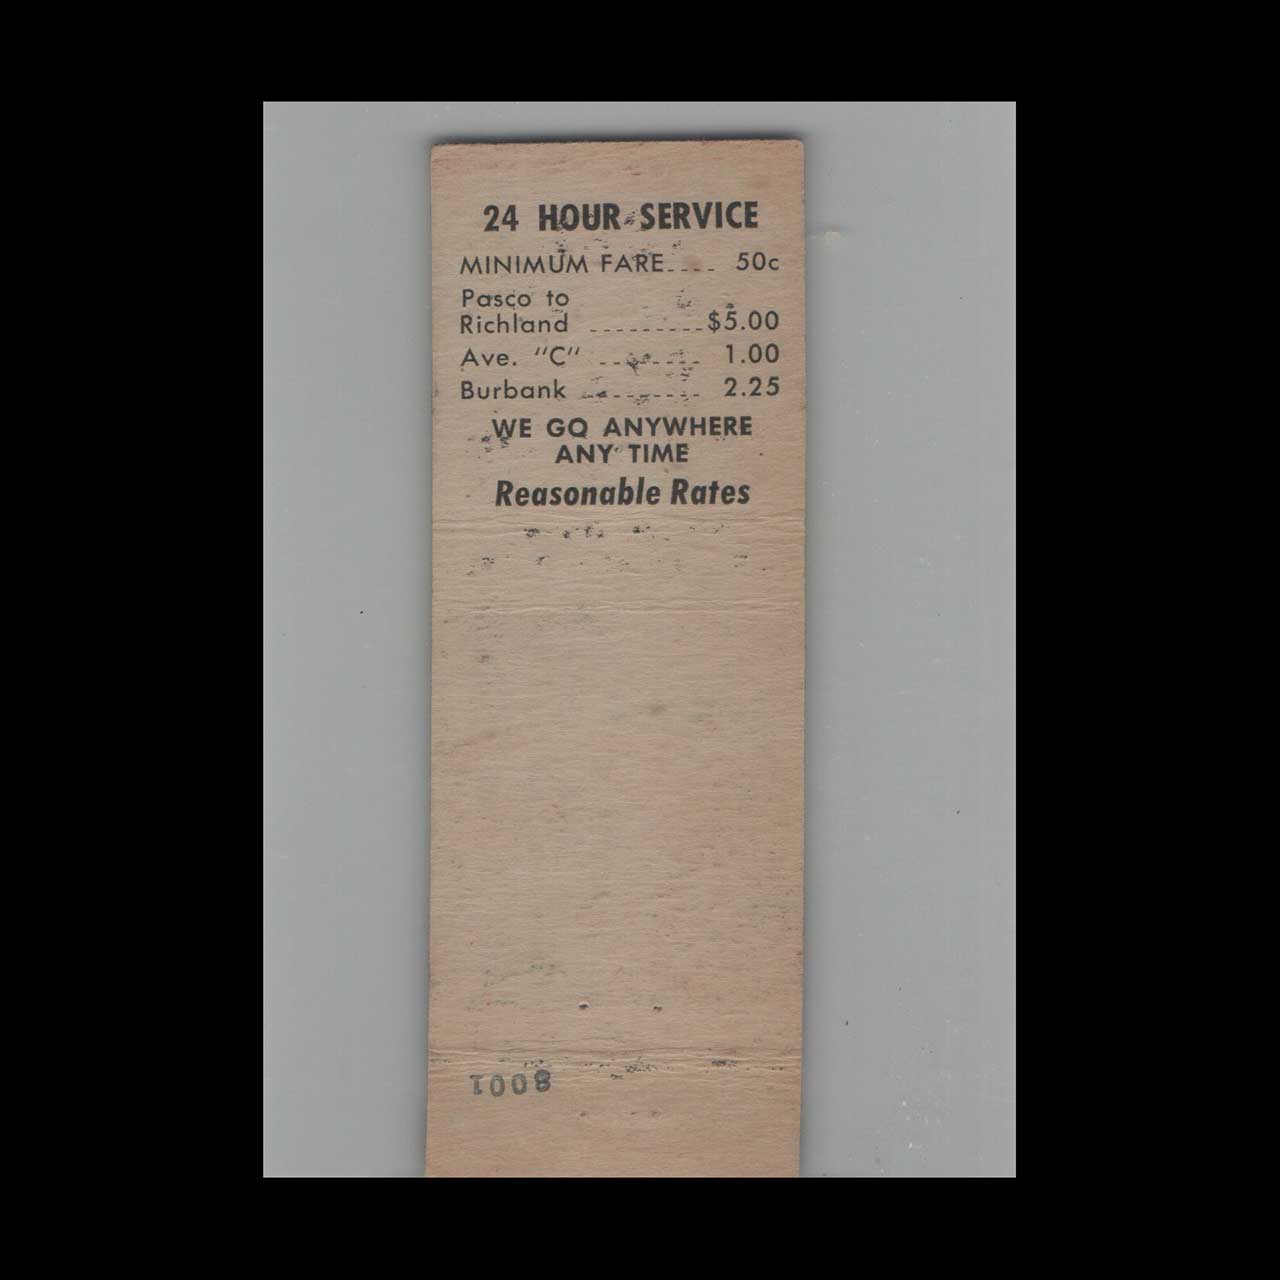 24 HOUR SERVICE
MINIMUM FARE.... 50c
Pasco to
Richland ..........$5.00
Ave. "C" ......... 1.00
Burbank .......... 2.25
WE GO ANYWHERE
ANY TIME
Reasonable Rates
8001